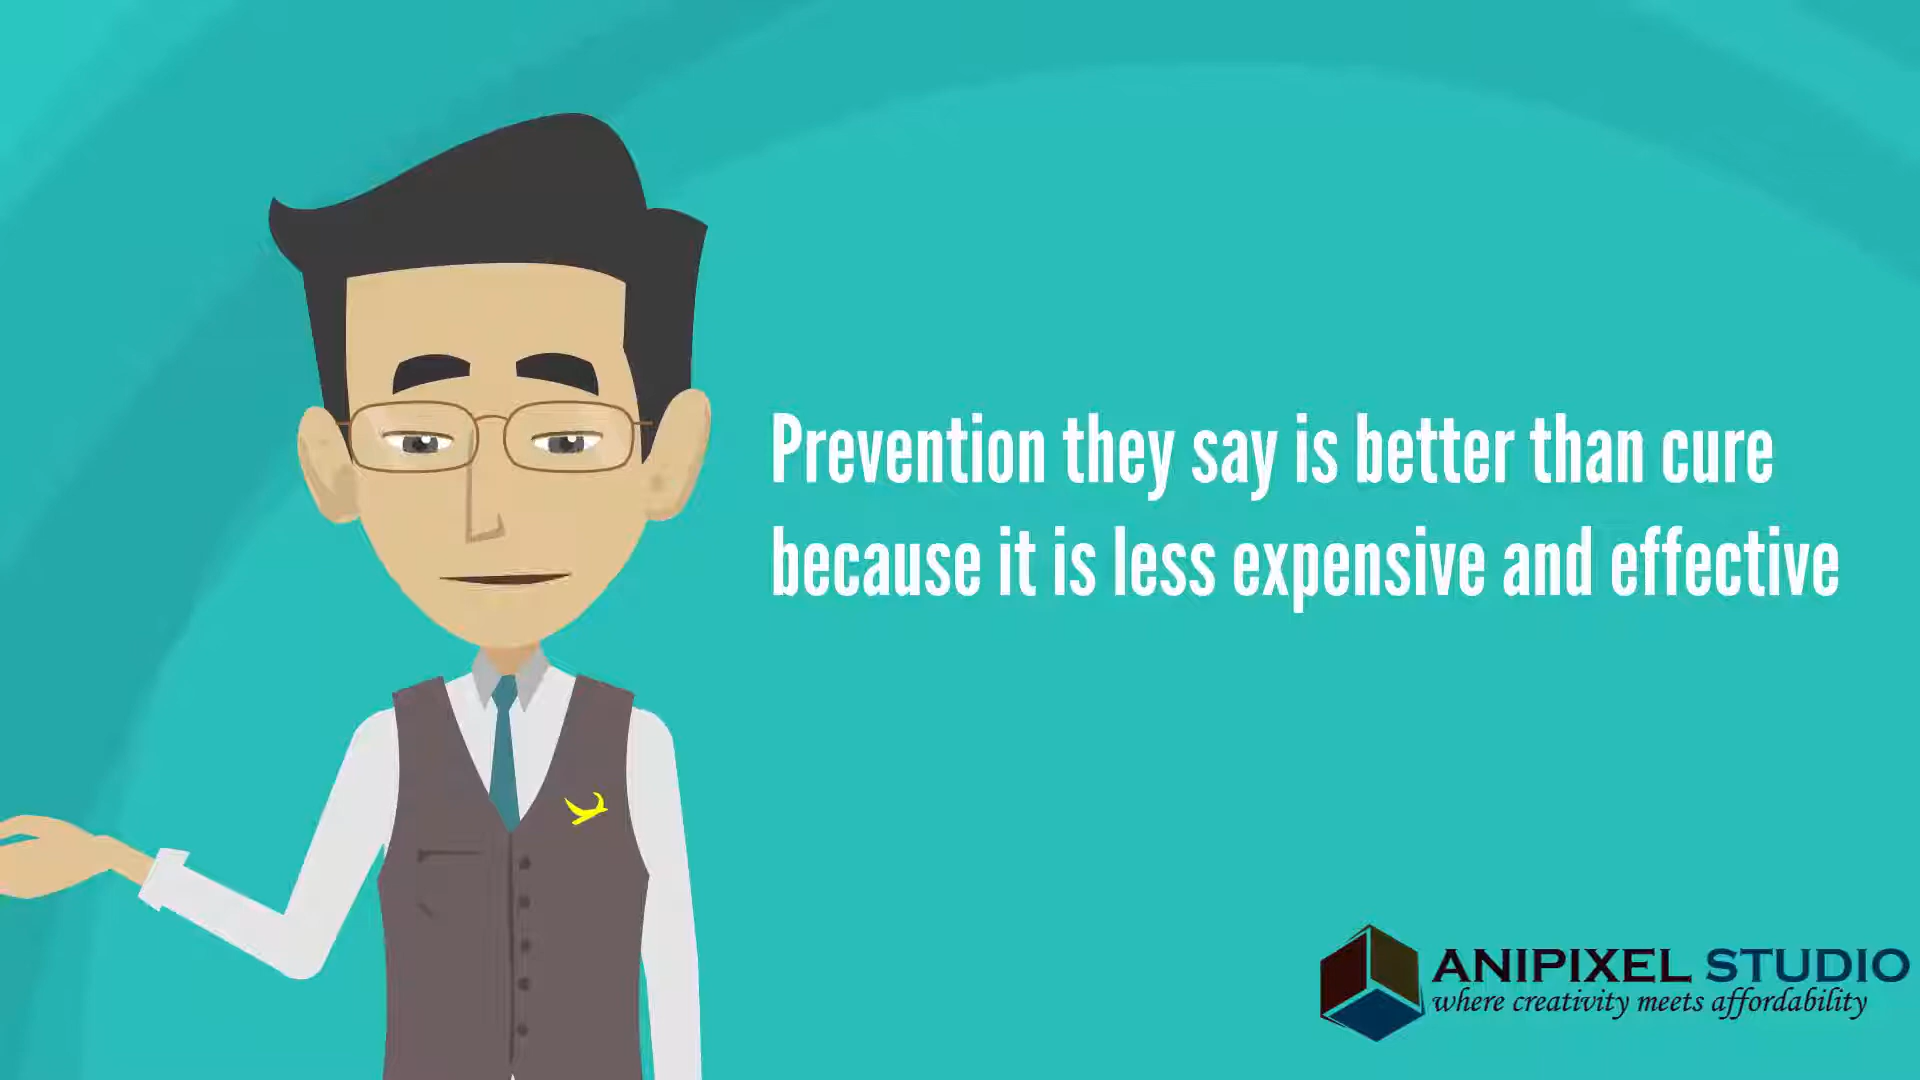 Prevention they say is better than cure
because it is less expensive and effective
ANIPIXEL STUDIO
where creativity meets affordability